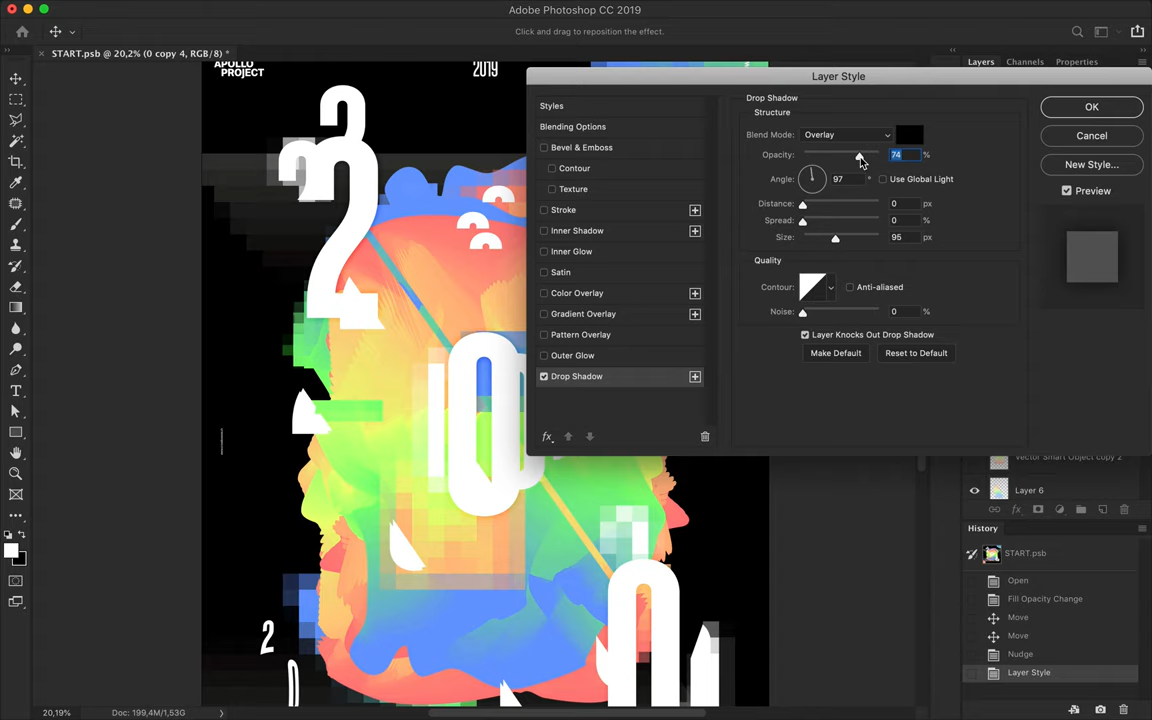 Adobe Photoshop CC 2019
Click and drag to reposition the effect.
START.psb @ 20,2% (0 copy 4, RGB/8) *
Layers
Channels
Properties
APOLLO
PROJECT
2019
Layer Style
Styles
Blending Options
Bevel & Emboss
Contour
Texture
Stroke
Inner Shadow
Inner Glow
Satin
Color Overlay
Gradient Overlay
Pattern Overlay
Outer Glow
Drop Shadow
fx
Drop Shadow
Structure
Blend Mode: Overlay
Opacity: 74 %
Angle: 97 ° Use Global Light
Distance: 0 px
Spread: 0 %
Size: 95 px
Quality
Contour: Anti-aliased
Noise: 0 %
Layer Knocks Out Drop Shadow
Make Default Reset to Default
OK
Cancel
New Style...
Preview
2
0
2
0
Vector Smart Object copy 2
Layer 6
fx
History
START.psb
Open
Fill Opacity Change
Move
Move
Nudge
Layer Style
20,19% Doc: 199,4M/1,53G